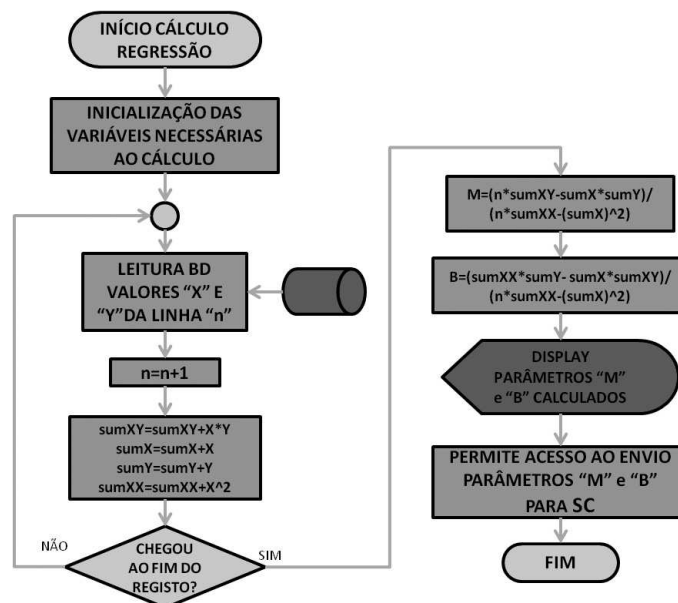 INÍCIO CÁLCULO
REGRESSÃO
INICIALIZAÇÃO DAS
VARIÁVEIS NECESSÁRIAS
AO CÁLCULO
LEITURA BD
VALORES “X” E
“Y”DA LINHA “n”
n=n+1
sumXY=sumXY+X*Y
sumX=sumX+X
sumY=sumY+Y
sumXX=sumXX+X^2
CHEGOU
AO FIM DO
REGISTO?
NÃO
SIM
M=(n*sumXY-sumX*sumY)/
(n*sumXX-(sumX)^2)
B=(sumXX*sumY- sumX*sumXY)/
(n*sumXX-(sumX)^2)
DISPLAY
PARÂMETROS “M”
e “B” CALCULADOS
PERMITE ACESSO AO ENVIO
PARÂMETROS “M” e “B”
PARA SC
FIM